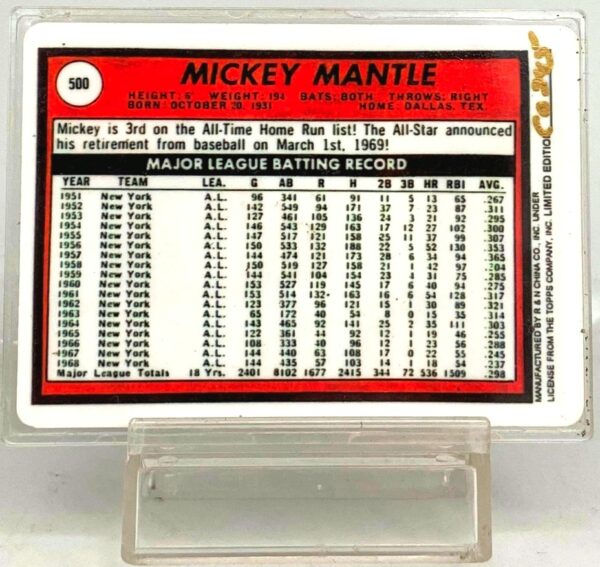 500
MICKEY MANTLE
HEIGHT: 6' WEIGHT: 194 BATS: BOTH THROWS: RIGHT
BORN: OCTOBER 20, 1931 HOME: DALLAS, TEX.
Mickey is 3rd on the All-Time Home Run list! The All-Star announced
his retirement from baseball on March 1st, 1969!
MAJOR LEAGUE BATTING RECORD
YEAR TEAM LEA. G AB R H 2B 3B HR RBI AVG.
1951 New York A.L. 96 341 61 91 11 5 13 65 .267
1952 New York A.L. 142 549 94 171 37 7 23 87 .311
1953 New York A.L. 127 461 105 136 24 3 21 92 .295
1954 New York A.L. 146 543 129 163 17 12 27 102 .300
1955 New York A.L. 147 517 121 158 25 11 37 99 .307
1956 New York A.L. 150 533 132 188 22 5 52 130 .353
1957 New York A.L. 144 474 121 173 28 6 34 94 .365
1958 New York A.L. 150 519 127 158 21 1 42 97 .204
1959 New York A.L. 144 541 104 154 23 4 31 75 .285
1960 New York A.L. 153 527 119 145 17 6 40 94 .275
1961 New York A.L. 153 514 132 163 16 6 54 128 .317
1962 New York A.L. 123 377 96 121 15 1 30 89 .321
1963 New York A.L. 65 172 40 54 8 0 15 35 .314
1964 New York A.L. 143 465 92 141 25 2 35 111 .303
1965 New York A.L. 122 361 44 92 12 1 19 46 .255
1966 New York A.L. 108 333 40 96 12 1 23 56 .288
1967 New York A.L. 144 440 63 108 17 0 22 55 .245
1968 New York A.L. 144 435 57 103 14 1 18 54 .237
Major League Totals 18 Yrs. 2401 8102 1677 2415 344 72 536 1509 .298
MANUFACTURED BY R & N CHINA CO., INC. UNDER
LICENSE FROM THE TOPPS COMPANY, INC. LIMITED EDITION